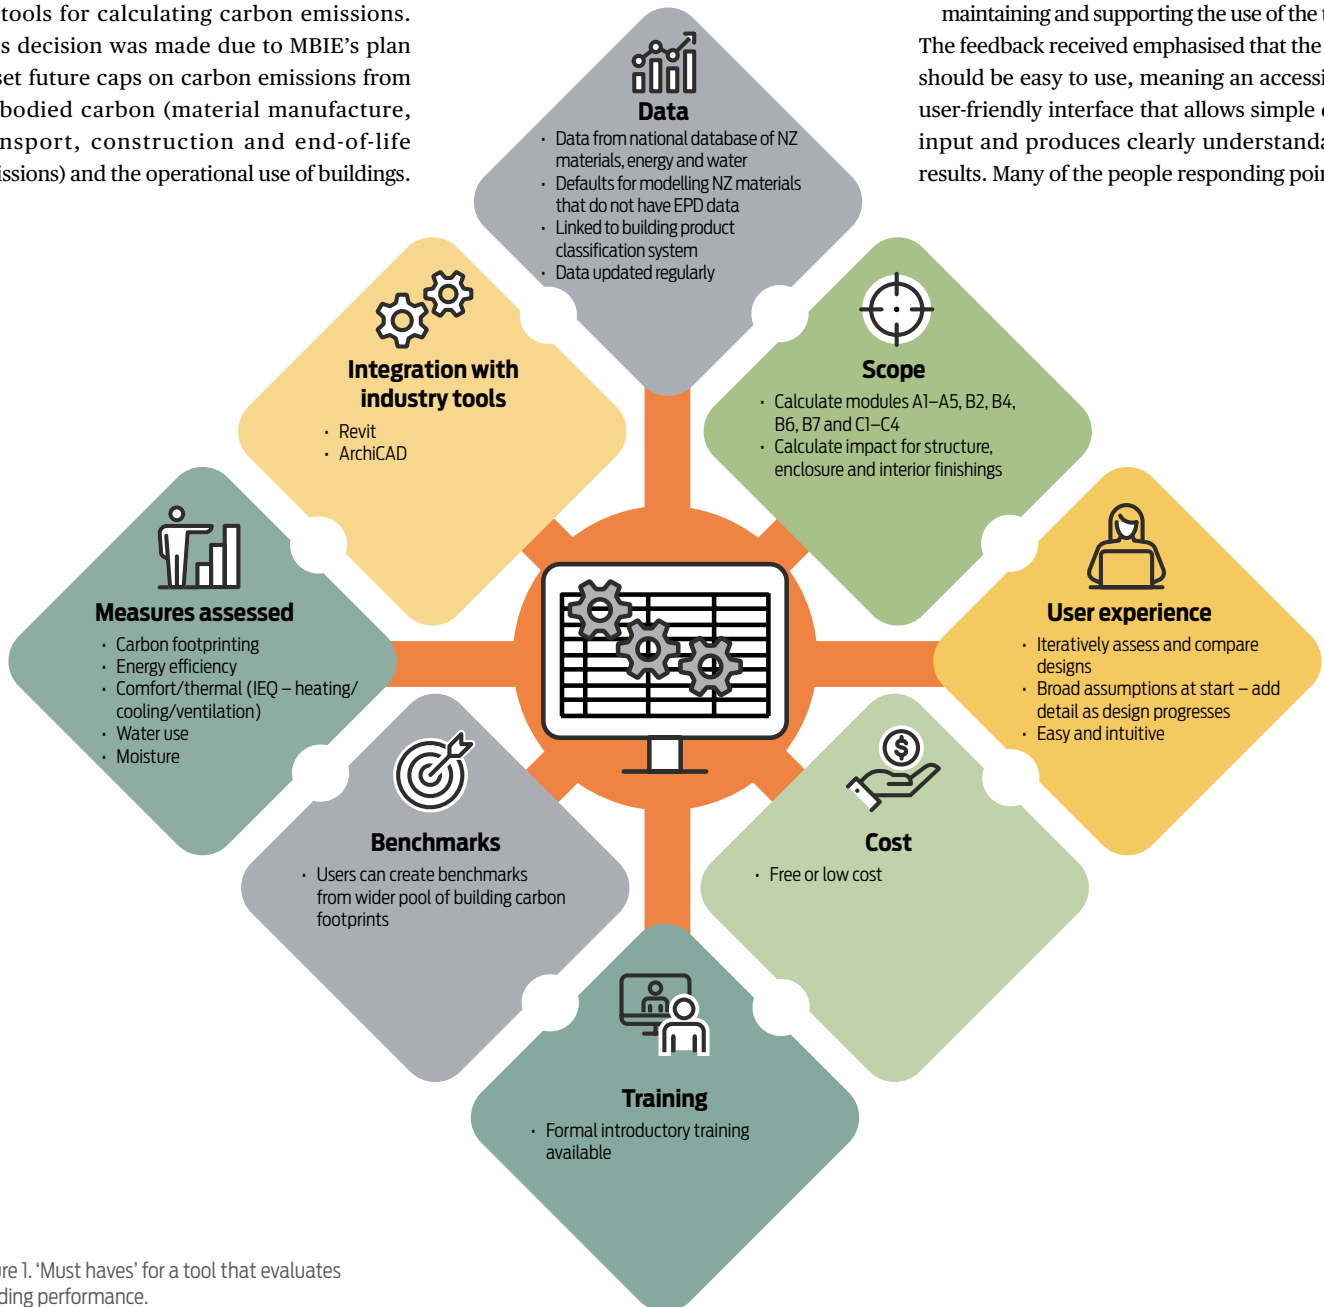 tools for calculating carbon emissions.
s decision was made due to MBIE's plan
set future caps on carbon emissions from
bodied carbon (material manufacture,
nsport, construction and end-of-life
issions) and the operational use of buildings.
maintaining and supporting the use of the t
The feedback received emphasised that the
should be easy to use, meaning an accessi
user-friendly interface that allows simple
input and produces clearly understanda
results. Many of the people responding poin
Data
· Data from national database of NZ
materials, energy and water
· Defaults for modelling NZ materials
that do not have EPD data
· Linked to building product
classification system
· Data updated regularly
Integration with
industry tools
· Revit
· ArchiCAD
Scope
· Calculate modules A1–A5, B2, B4,
B6, B7 and C1–C4
· Calculate impact for structure,
enclosure and interior finishings
Measures assessed
· Carbon footprinting
· Energy efficiency
· Comfort/thermal (IEQ – heating/
cooling/ventilation)
· Water use
· Moisture
User experience
· Iteratively assess and compare
designs
· Broad assumptions at start – add
detail as design progresses
· Easy and intuitive
Benchmarks
· Users can create benchmarks
from wider pool of building carbon
footprints
Cost
· Free or low cost
$
Training
· Formal introductory training
available
ure 1. 'Must haves' for a tool that evaluates
ding performance.